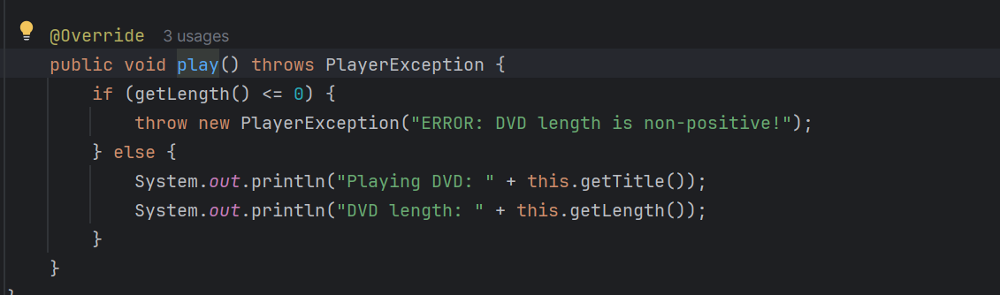 @Override 3 usages
public void play() throws PlayerException {
if (getLength() <= 0) {
throw new PlayerException("ERROR: DVD length is non-positive!");
} else {
System.out.println("Playing DVD: " + this.getTitle());
System.out.println("DVD length: " + this.getLength());
}
}